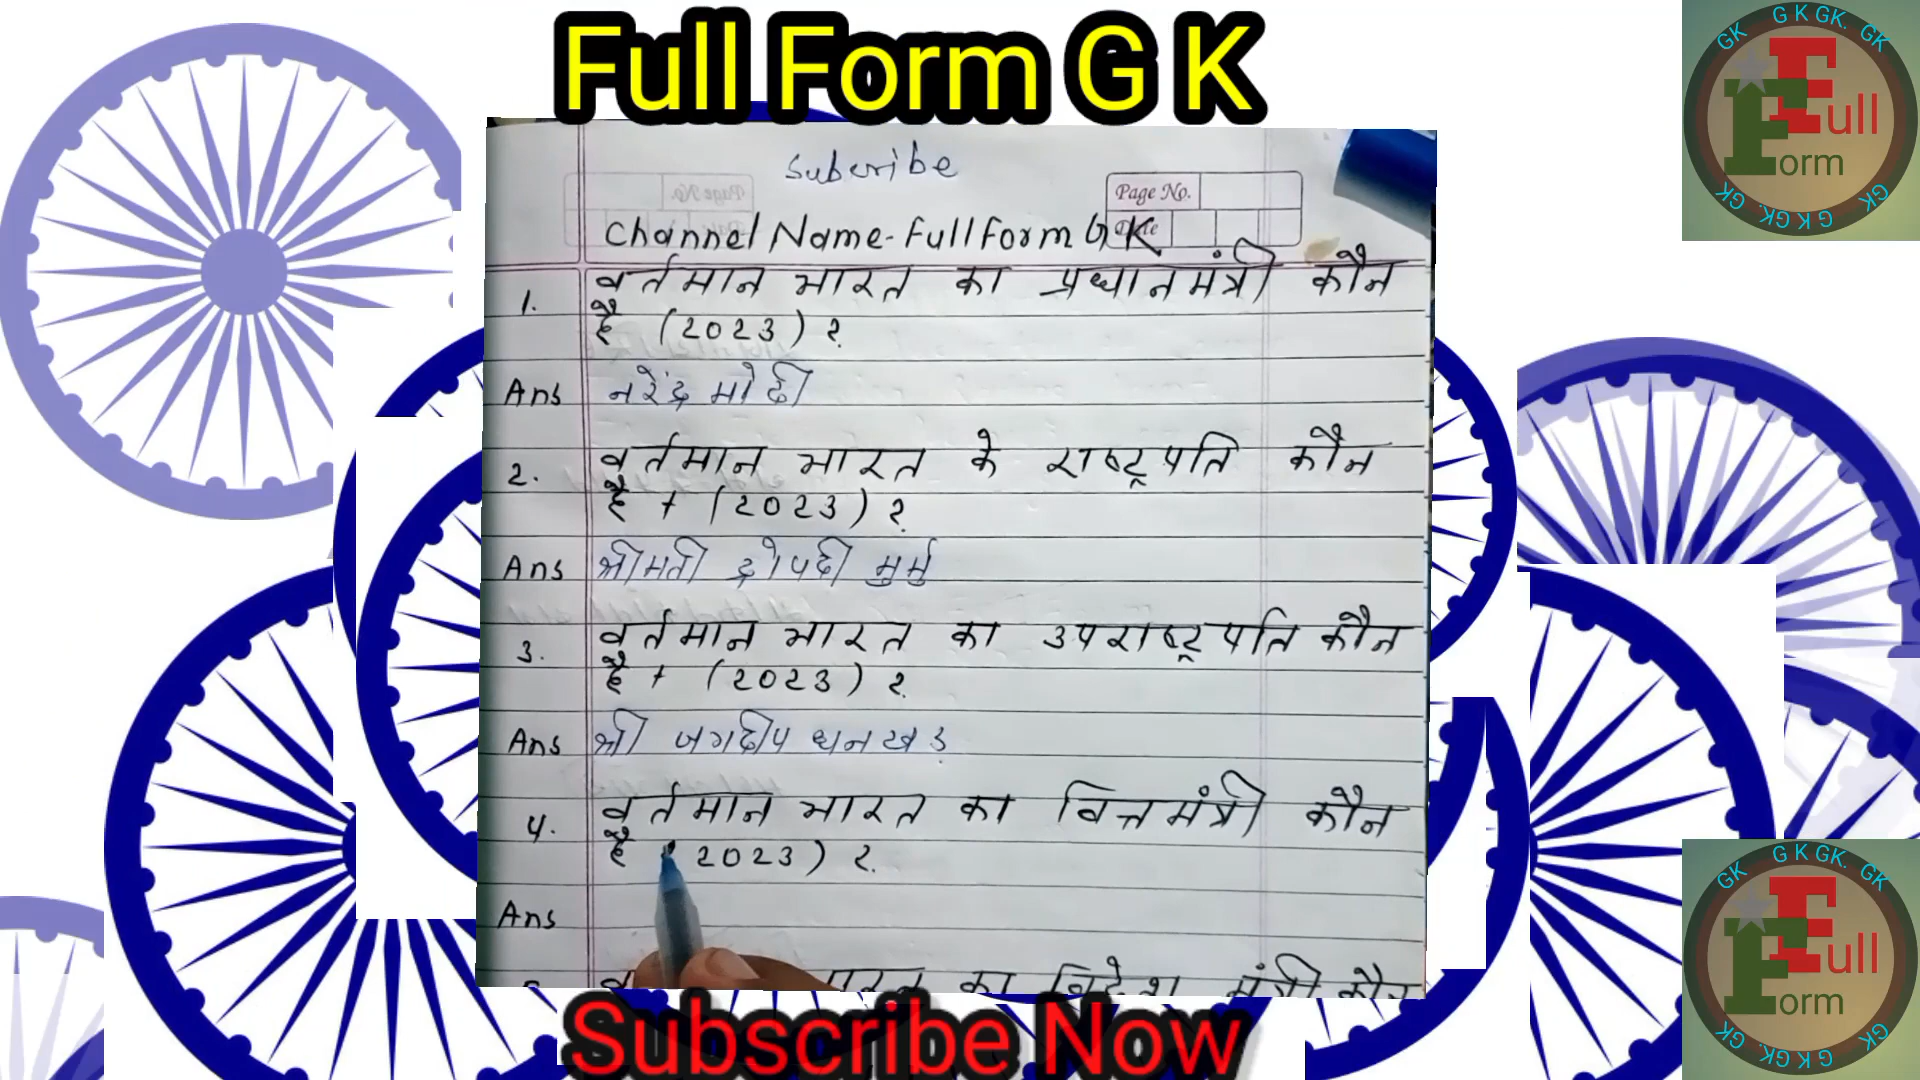 Full Form G K
GK G K GK. GK
Full
Form
GK. GK. G K GK.
Subcribe
Page No.
Channel Name - Full Form G K
1. वर्तमान भारत का प्रधानमंत्री कौन
है (2023) ?
Ans नरेंद्र मोदी
2. वर्तमान भारत के राष्ट्रपति कौन
है + (2023) ?
Ans श्रीमती द्रोपदी मुर्मु
3. वर्तमान भारत का उपराष्ट्रपति कौन
है + (2023) ?
Ans श्री जगदीप धनखड
4. वर्तमान भारत का वित्तमंत्री कौन
है 2023) ?
Ans
का विदेश मंत्री कौन
GK G K GK. GK
Full
Form
GK. GK. G K GK.
Subscribe Now